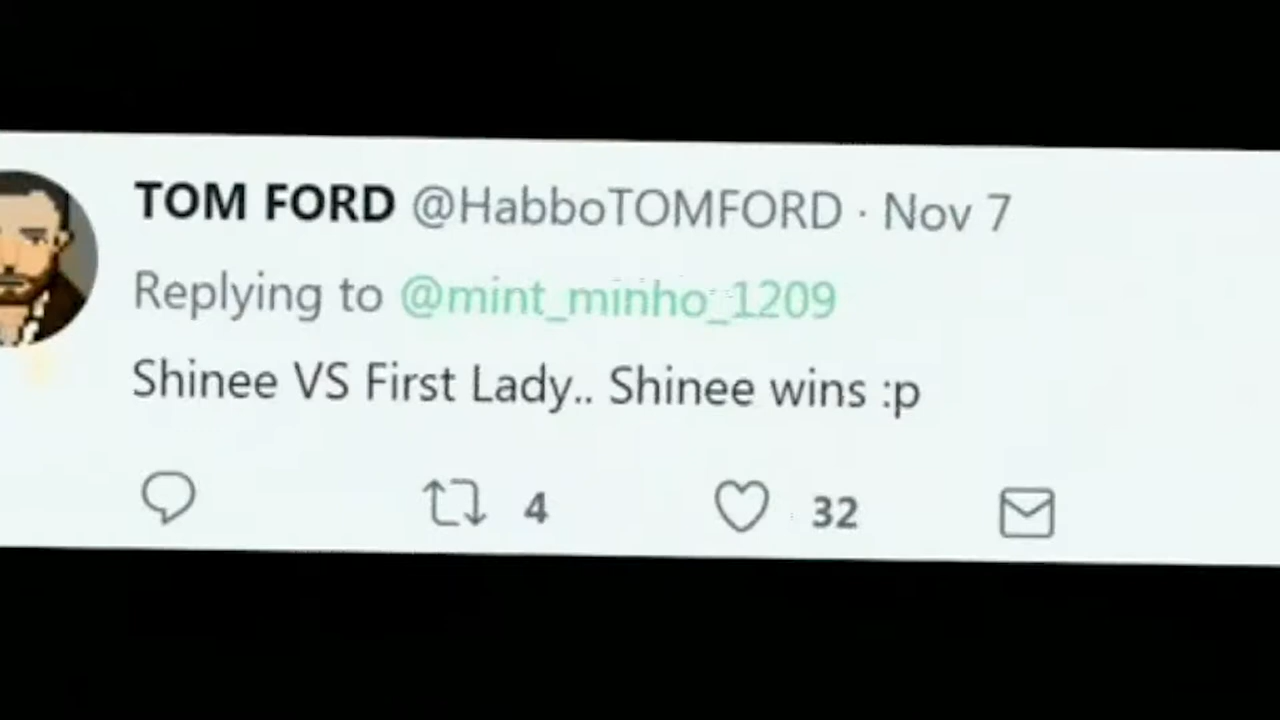 TOM FORD @HabboTOMFORD · Nov 7
Replying to @mint_minho_1209
Shinee VS First Lady.. Shinee wins :p
4 32